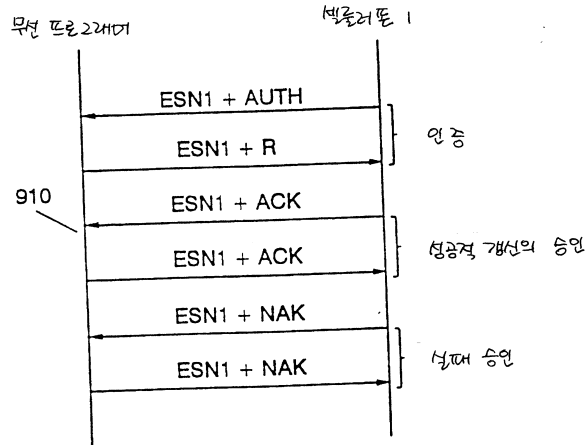 무선 프로그래머
셀룰러 폰 1
ESN1 + AUTH
ESN1 + R
인증
910
ESN1 + ACK
ESN1 + ACK
성공적 갱신의 승인
ESN1 + NAK
ESN1 + NAK
실패 승인